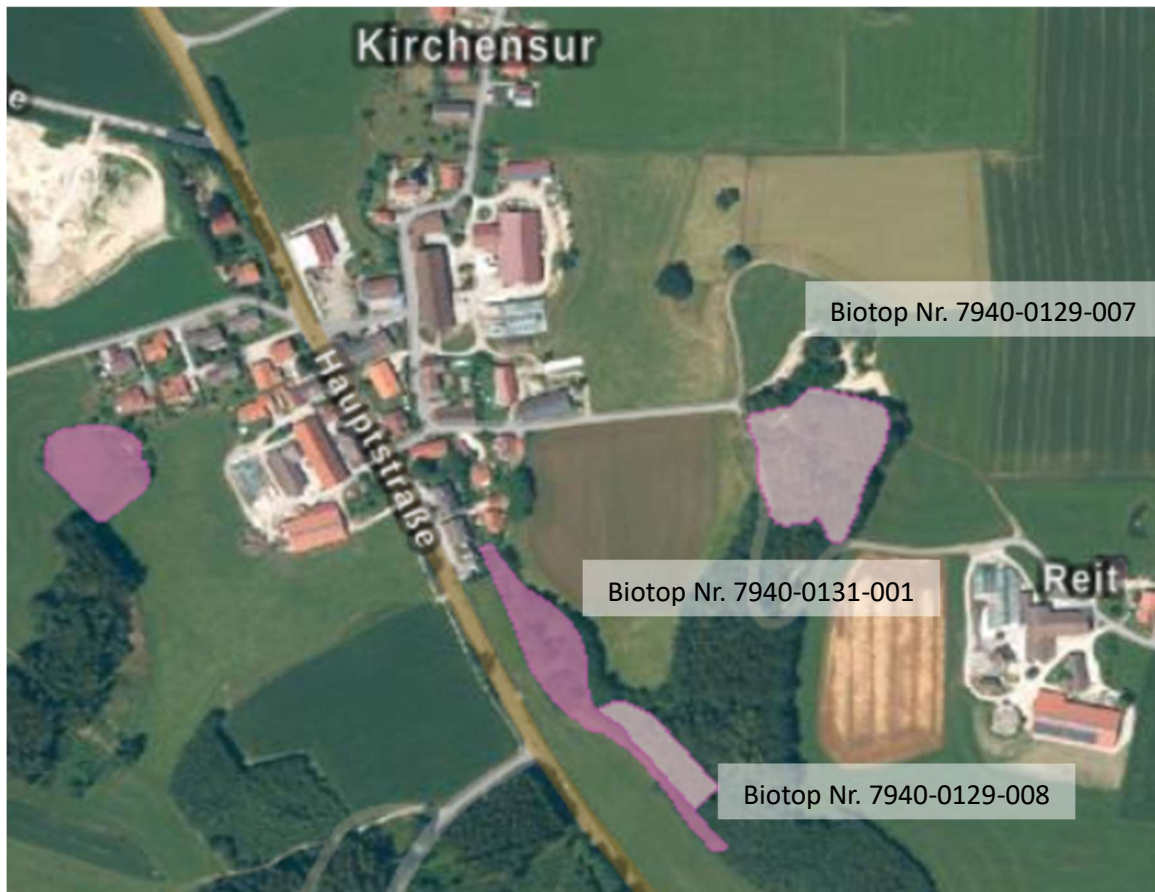 Kirchensur
e
Biotop Nr. 7940-0129-007
Hauptstraße
Biotop Nr. 7940-0131-001
Reit
Biotop Nr. 7940-0129-008